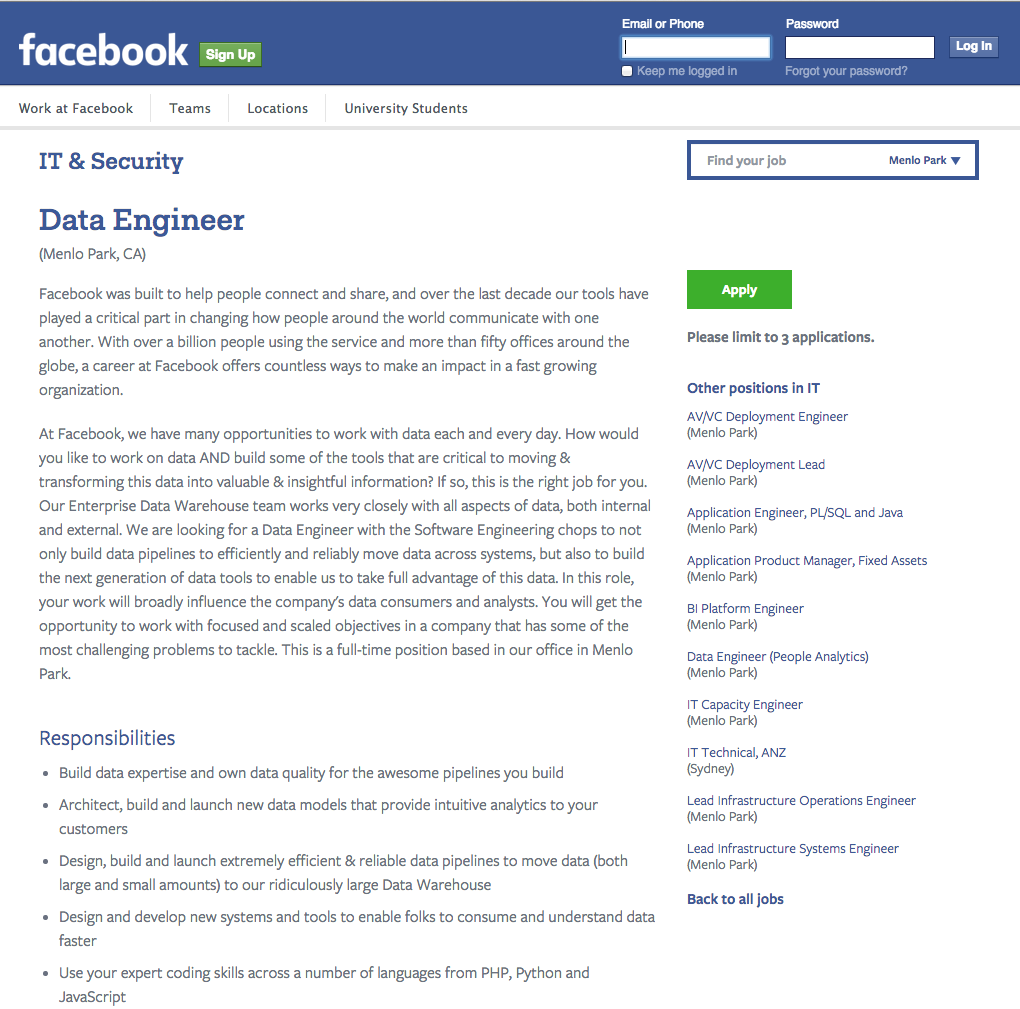 facebook
Sign Up
Email or Phone
Password
Log In
Keep me logged in
Forgot your password?
Work at Facebook
Teams
Locations
University Students
IT & Security
Data Engineer
(Menlo Park, CA)
Facebook was built to help people connect and share, and over the last decade our tools have
played a critical part in changing how people around the world communicate with one
another. With over a billion people using the service and more than fifty offices around the
globe, a career at Facebook offers countless ways to make an impact in a fast growing
organization.
At Facebook, we have many opportunities to work with data each and every day. How would
you like to work on data AND build some of the tools that are critical to moving &
transforming this data into valuable & insightful information? If so, this is the right job for you.
Our Enterprise Data Warehouse team works very closely with all aspects of data, both internal
and external. We are looking for a Data Engineer with the Software Engineering chops to not
only build data pipelines to efficiently and reliably move data across systems, but also to build
the next generation of data tools to enable us to take full advantage of this data. In this role,
your work will broadly influence the company's data consumers and analysts. You will get the
opportunity to work with focused and scaled objectives in a company that has some of the
most challenging problems to tackle. This is a full-time position based in our office in Menlo
Park.
Responsibilities
• Build data expertise and own data quality for the awesome pipelines you build
• Architect, build and launch new data models that provide intuitive analytics to your
customers
• Design, build and launch extremely efficient & reliable data pipelines to move data (both
large and small amounts) to our ridiculously large Data Warehouse
• Design and develop new systems and tools to enable folks to consume and understand data
faster
• Use your expert coding skills across a number of languages from PHP, Python and
JavaScript
Find your job
Menlo Park ▼
Apply
Please limit to 3 applications.
Other positions in IT
AV/VC Deployment Engineer
(Menlo Park)
AV/VC Deployment Lead
(Menlo Park)
Application Engineer, PL/SQL and Java
(Menlo Park)
Application Product Manager, Fixed Assets
(Menlo Park)
BI Platform Engineer
(Menlo Park)
Data Engineer (People Analytics)
(Menlo Park)
IT Capacity Engineer
(Menlo Park)
IT Technical, ANZ
(Sydney)
Lead Infrastructure Operations Engineer
(Menlo Park)
Lead Infrastructure Systems Engineer
(Menlo Park)
Back to all jobs